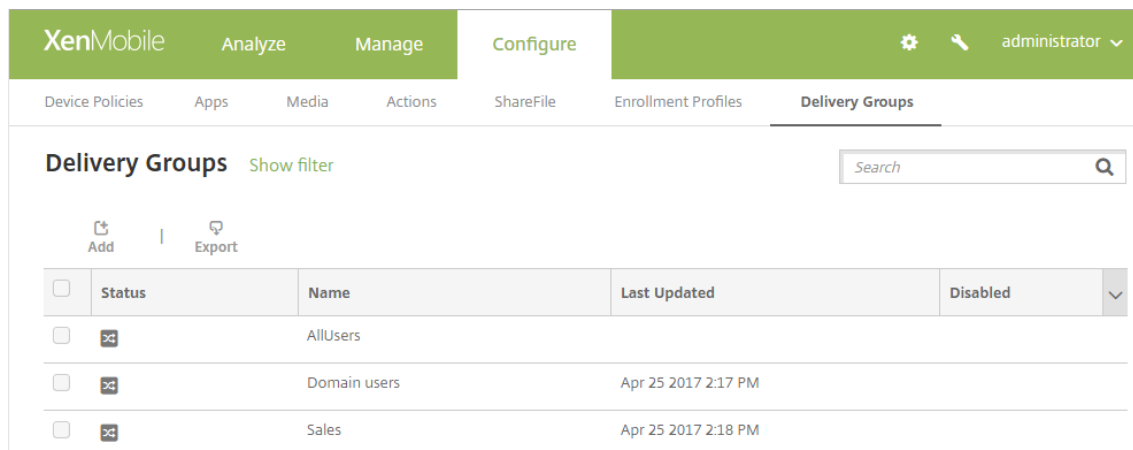 XenMobile Analyze Manage Configure administrator
Device Policies Apps Media Actions ShareFile Enrollment Profiles Delivery Groups
Delivery Groups Show filter Search
Add | Export
Status Name Last Updated Disabled
AllUsers
Domain users Apr 25 2017 2:17 PM
Sales Apr 25 2017 2:18 PM